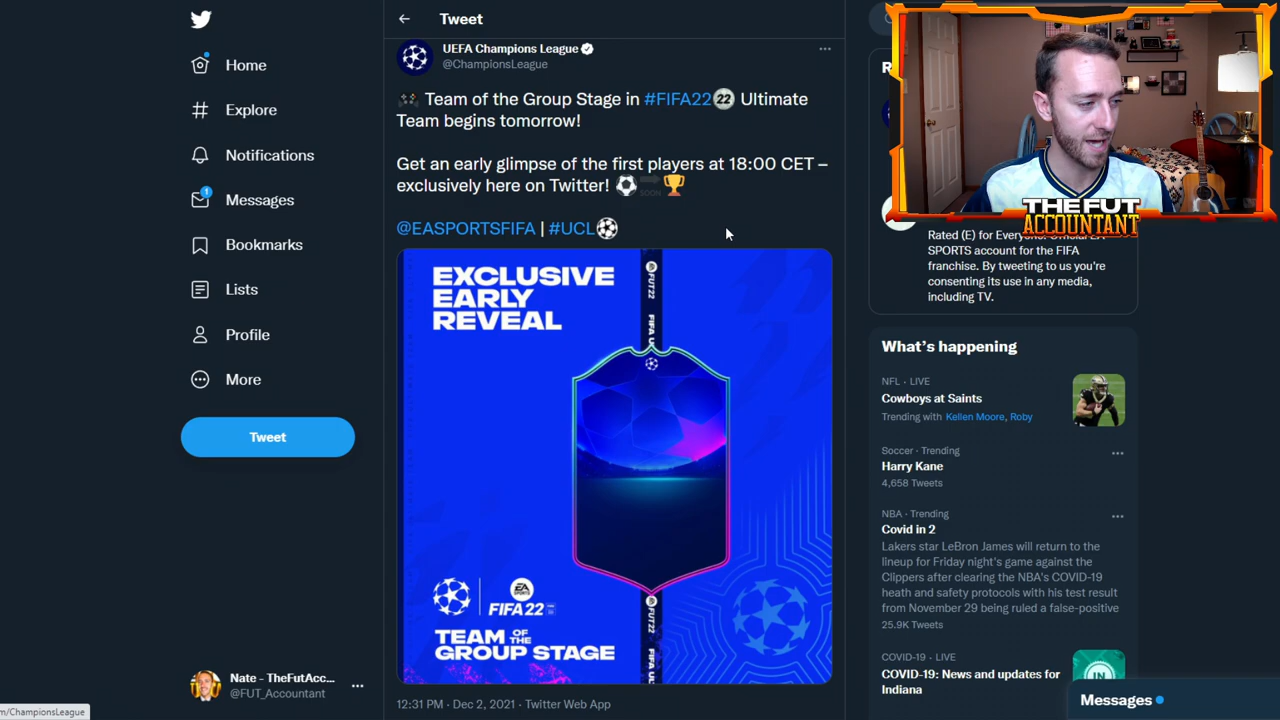 Home
Explore
Notifications
1
Messages
Bookmarks
Lists
Profile
More
Tweet
Nate - TheFutAcc...
@FUT_Accountant
m/ChampionsLeague
Tweet
UEFA Champions League
@ChampionsLeague
Team of the Group Stage in #FIFA22 22 Ultimate
Team begins tomorrow!
Get an early glimpse of the first players at 18:00 CET –
exclusively here on Twitter! SOON
@EASPORTSFIFA | #UCL
EXCLUSIVE
EARLY
REVEAL
FUT22
EA SPORTS
FIFA 22
TEAM OF THE
GROUP STAGE
FUT22
12:31 PM · Dec 2, 2021 · Twitter Web App
THE FUT
ACCOUNTANT
R
Rated (E) for Everyone.
SPORTS account for the FIFA
franchise. By tweeting to us you're
consenting its use in any media,
including TV.
What's happening
NFL · LIVE
Cowboys at Saints
Trending with Kellen Moore, Roby
Soccer · Trending
Harry Kane
4,658 Tweets
NBA · Trending
Covid in 2
Lakers star LeBron James will return to the
lineup for Friday night's game against the
Clippers after clearing the NBA's COVID-19
heath and safety protocols with his test result
from November 29 being ruled a false-positive
25.9K Tweets
COVID-19 · LIVE
COVID-19: News and updates for
Indiana
Messages